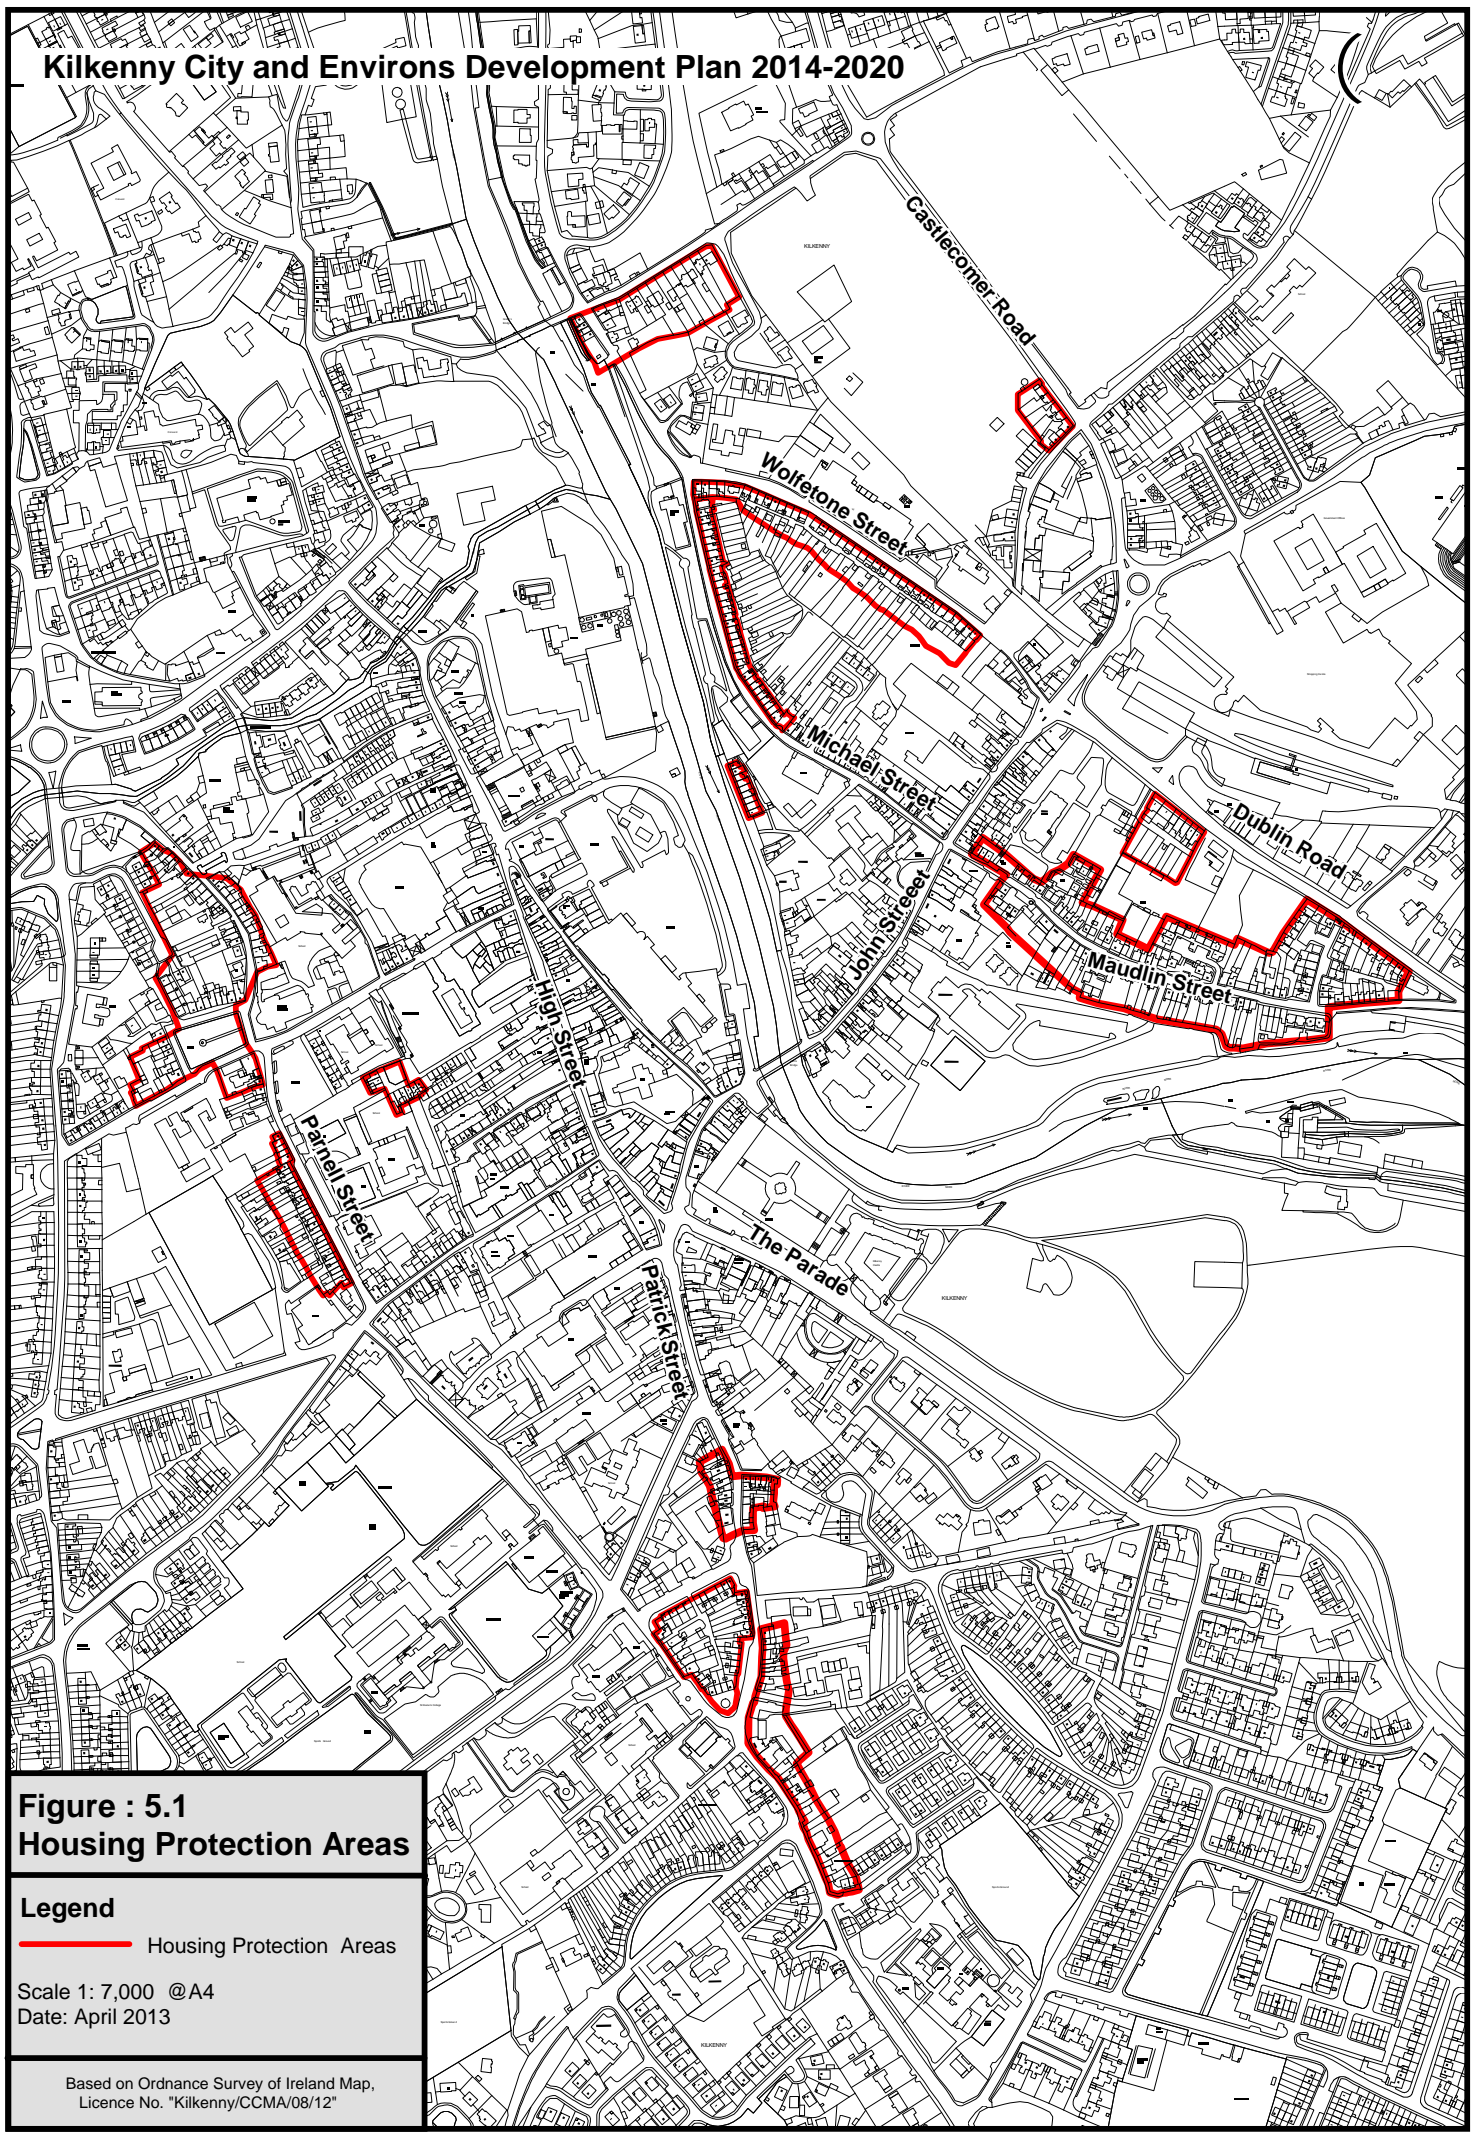 Kilkenny City and Environs Development Plan 2014-2020
(
KILKENNY
Castlecomer Road
Wolfetone Street
Michael Street
Dublin Road
John Street
Maudlin Street
High Street
Parnell Street
The Parade
KILKENNY
Patrick Street
KILKENNY
Figure : 5.1
Housing Protection Areas
Legend
Housing Protection Areas
Scale 1: 7,000 @A4
Date: April 2013
Based on Ordnance Survey of Ireland Map,
Licence No. "Kilkenny/CCMA/08/12"